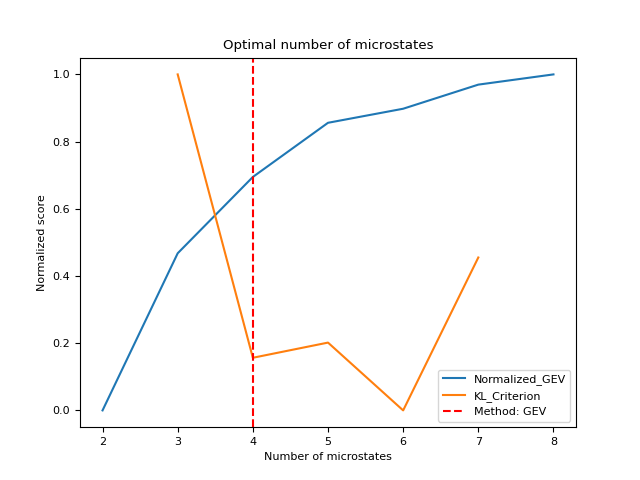 Optimal number of microstates
1.0
0.8
0.6
0.4
0.2
0.0
Normalized score
2 3 4 5 6 7 8
Number of microstates
Normalized_GEV
KL_Criterion
Method: GEV